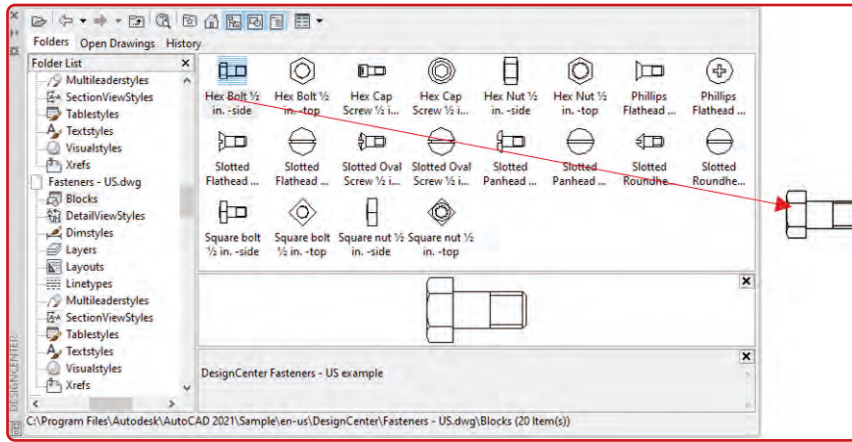 Folders Open Drawings History
Folder List
Multileaderstyles
SectionViewStyles
Tablestyles
Textstyles
Visualstyles
Xrefs
Fasteners - US.dwg
Blocks
DetailViewStyles
Dimstyles
Layers
Layouts
Linetypes
Multileaderstyles
SectionViewStyles
Tablestyles
Textstyles
Visualstyles
Xrefs
Hex Bolt ½
in. -side
Hex Bolt ½
in. -top
Hex Cap
Screw ½ i...
Hex Cap
Screw ½ i...
Hex Nut ½
in. -side
Hex Nut ½
in. -top
Phillips
Flathead ...
Phillips
Flathead ...
Slotted
Flathead ...
Slotted
Flathead ...
Slotted Oval
Screw ½ i...
Slotted Oval
Screw ½ i...
Slotted
Panhead ...
Slotted
Panhead ...
Slotted
Roundhe...
Slotted
Roundhe...
Square bolt
½ in. -side
Square bolt
½ in. -top
Square nut ½
in. -side
Square nut ½
in. -top
DesignCenter Fasteners - US example
DESIGNCENTER
C:\Program Files\Autodesk\AutoCAD 2021\Sample\en-us\DesignCenter\Fasteners - US.dwg\Blocks (20 Item(s))